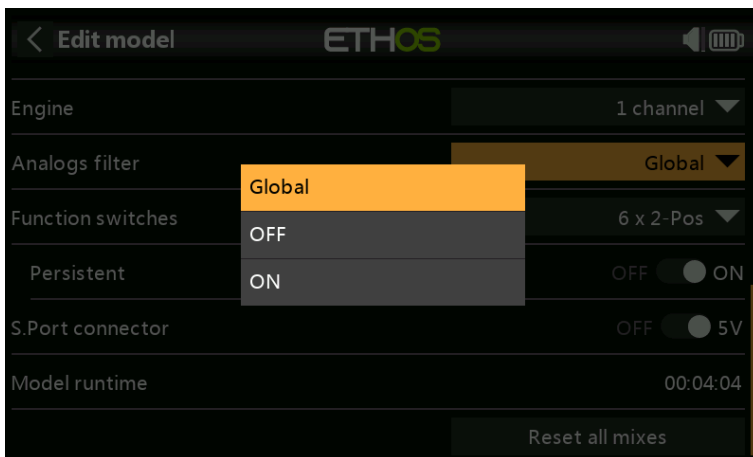 Edit model
ETHOS
Engine
1 channel
Analogs filter
Global
Global
OFF
ON
Function switches
6 x 2-Pos
Persistent
OFF ON
S.Port connector
OFF 5V
Model runtime
00:04:04
Reset all mixes